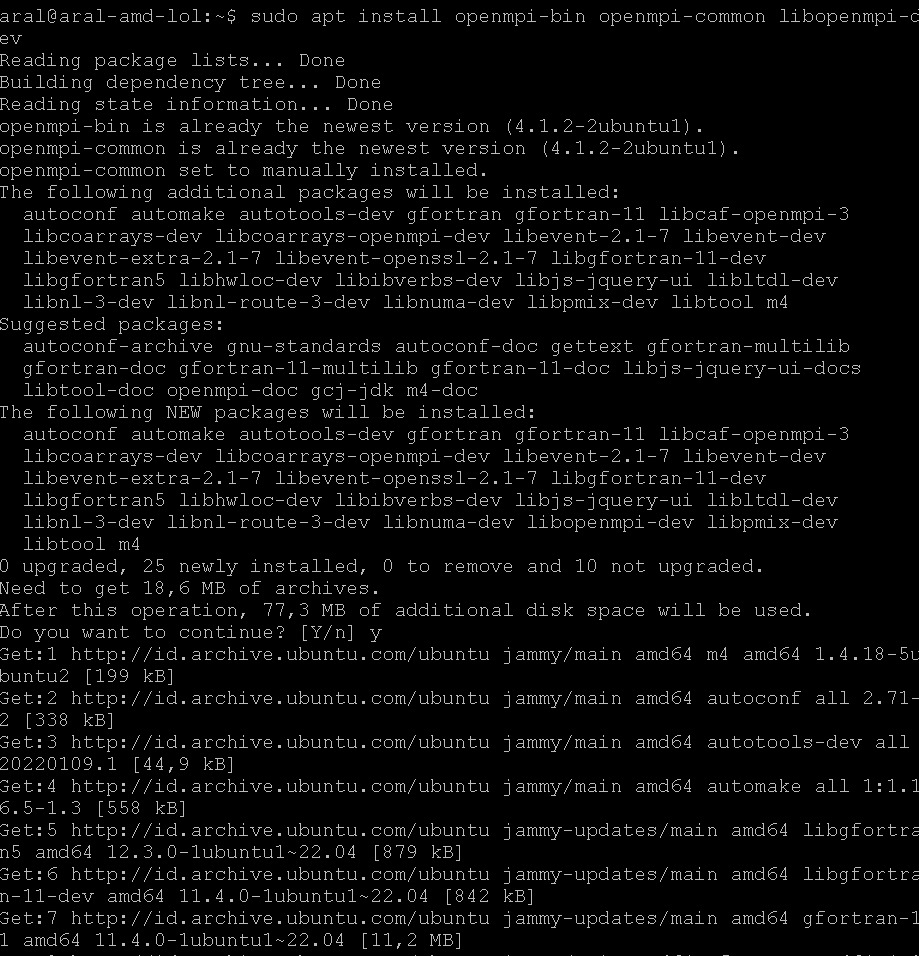 aral@aral-amd-lol:~$ sudo apt install openmpi-bin openmpi-common libopenmpi-d
ev
Reading package lists... Done
Building dependency tree... Done
Reading state information... Done
openmpi-bin is already the newest version (4.1.2-2ubuntu1).
openmpi-common is already the newest version (4.1.2-2ubuntu1).
openmpi-common set to manually installed.
The following additional packages will be installed:
  autoconf automake autotools-dev gfortran gfortran-11 libcaf-openmpi-3
  libcoarrays-dev libcoarrays-openmpi-dev libevent-2.1-7 libevent-dev
  libevent-extra-2.1-7 libevent-openssl-2.1-7 libgfortran-11-dev
  libgfortran5 libhwloc-dev libibverbs-dev libjs-jquery-ui libltdl-dev
  libnl-3-dev libnl-route-3-dev libnuma-dev libpmix-dev libtool m4
Suggested packages:
  autoconf-archive gnu-standards autoconf-doc gettext gfortran-multilib
  gfortran-doc gfortran-11-multilib gfortran-11-doc libjs-jquery-ui-docs
  libtool-doc openmpi-doc gcj-jdk m4-doc
The following NEW packages will be installed:
  autoconf automake autotools-dev gfortran gfortran-11 libcaf-openmpi-3
  libcoarrays-dev libcoarrays-openmpi-dev libevent-2.1-7 libevent-dev
  libevent-extra-2.1-7 libevent-openssl-2.1-7 libgfortran-11-dev
  libgfortran5 libhwloc-dev libibverbs-dev libjs-jquery-ui libltdl-dev
  libnl-3-dev libnl-route-3-dev libnuma-dev libopenmpi-dev libpmix-dev
  libtool m4
0 upgraded, 25 newly installed, 0 to remove and 10 not upgraded.
Need to get 18,6 MB of archives.
After this operation, 77,3 MB of additional disk space will be used.
Do you want to continue? [Y/n] y
Get:1 http://id.archive.ubuntu.com/ubuntu jammy/main amd64 m4 amd64 1.4.18-5u
buntu2 [199 kB]
Get:2 http://id.archive.ubuntu.com/ubuntu jammy/main amd64 autoconf all 2.71-
2 [338 kB]
Get:3 http://id.archive.ubuntu.com/ubuntu jammy/main amd64 autotools-dev all
20220109.1 [44,9 kB]
Get:4 http://id.archive.ubuntu.com/ubuntu jammy/main amd64 automake all 1:1.1
6.5-1.3 [558 kB]
Get:5 http://id.archive.ubuntu.com/ubuntu jammy-updates/main amd64 libgfortra
n5 amd64 12.3.0-1ubuntu1~22.04 [879 kB]
Get:6 http://id.archive.ubuntu.com/ubuntu jammy-updates/main amd64 libgfortra
n-11-dev amd64 11.4.0-1ubuntu1~22.04 [842 kB]
Get:7 http://id.archive.ubuntu.com/ubuntu jammy-updates/main amd64 gfortran-1
1 amd64 11.4.0-1ubuntu1~22.04 [11,2 MB]